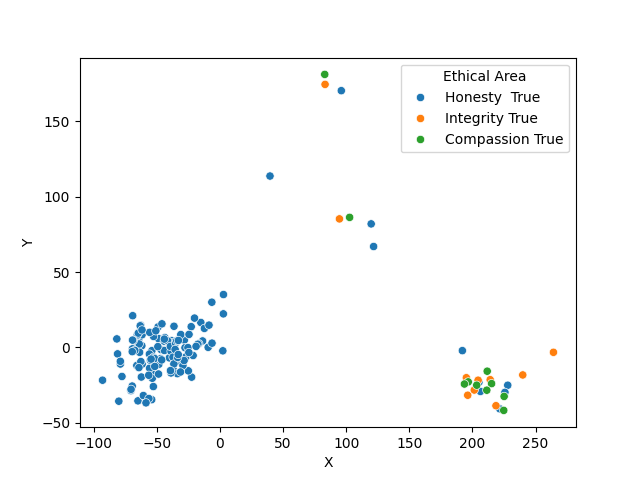 Ethical Area
Honesty  True
Integrity True
Compassion True
150
100
50
0
−50
Y
−100
−50
0
50
100
150
200
250
X